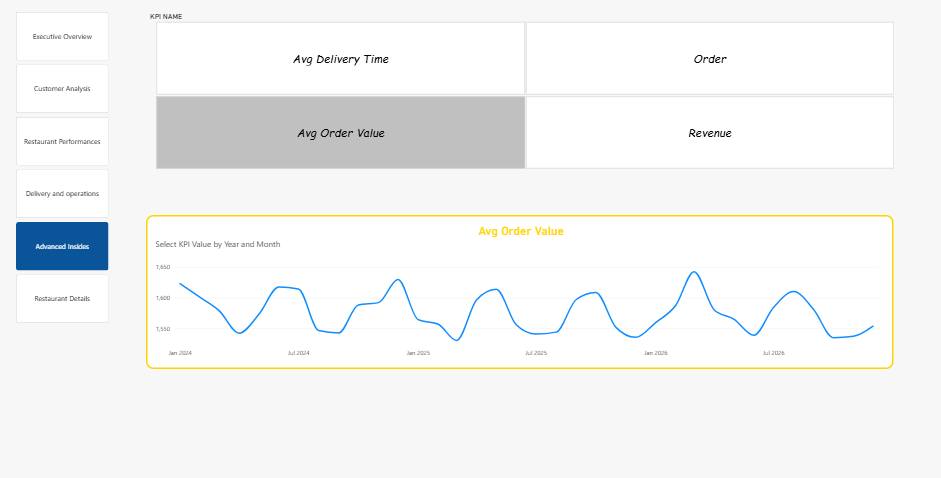 Executive Overview
Customer Analysis
Restaurant Performances
Delivery and operations
Advanced Insides
Restaurant Details
KPI NAME
Avg Delivery Time
Order
Avg Order Value
Revenue
Avg Order Value
Select KPI Value by Year and Month
1,650
1,600
1,550
Jan 2024
Jul 2024
Jan 2025
Jul 2025
Jan 2026
Jul 2026